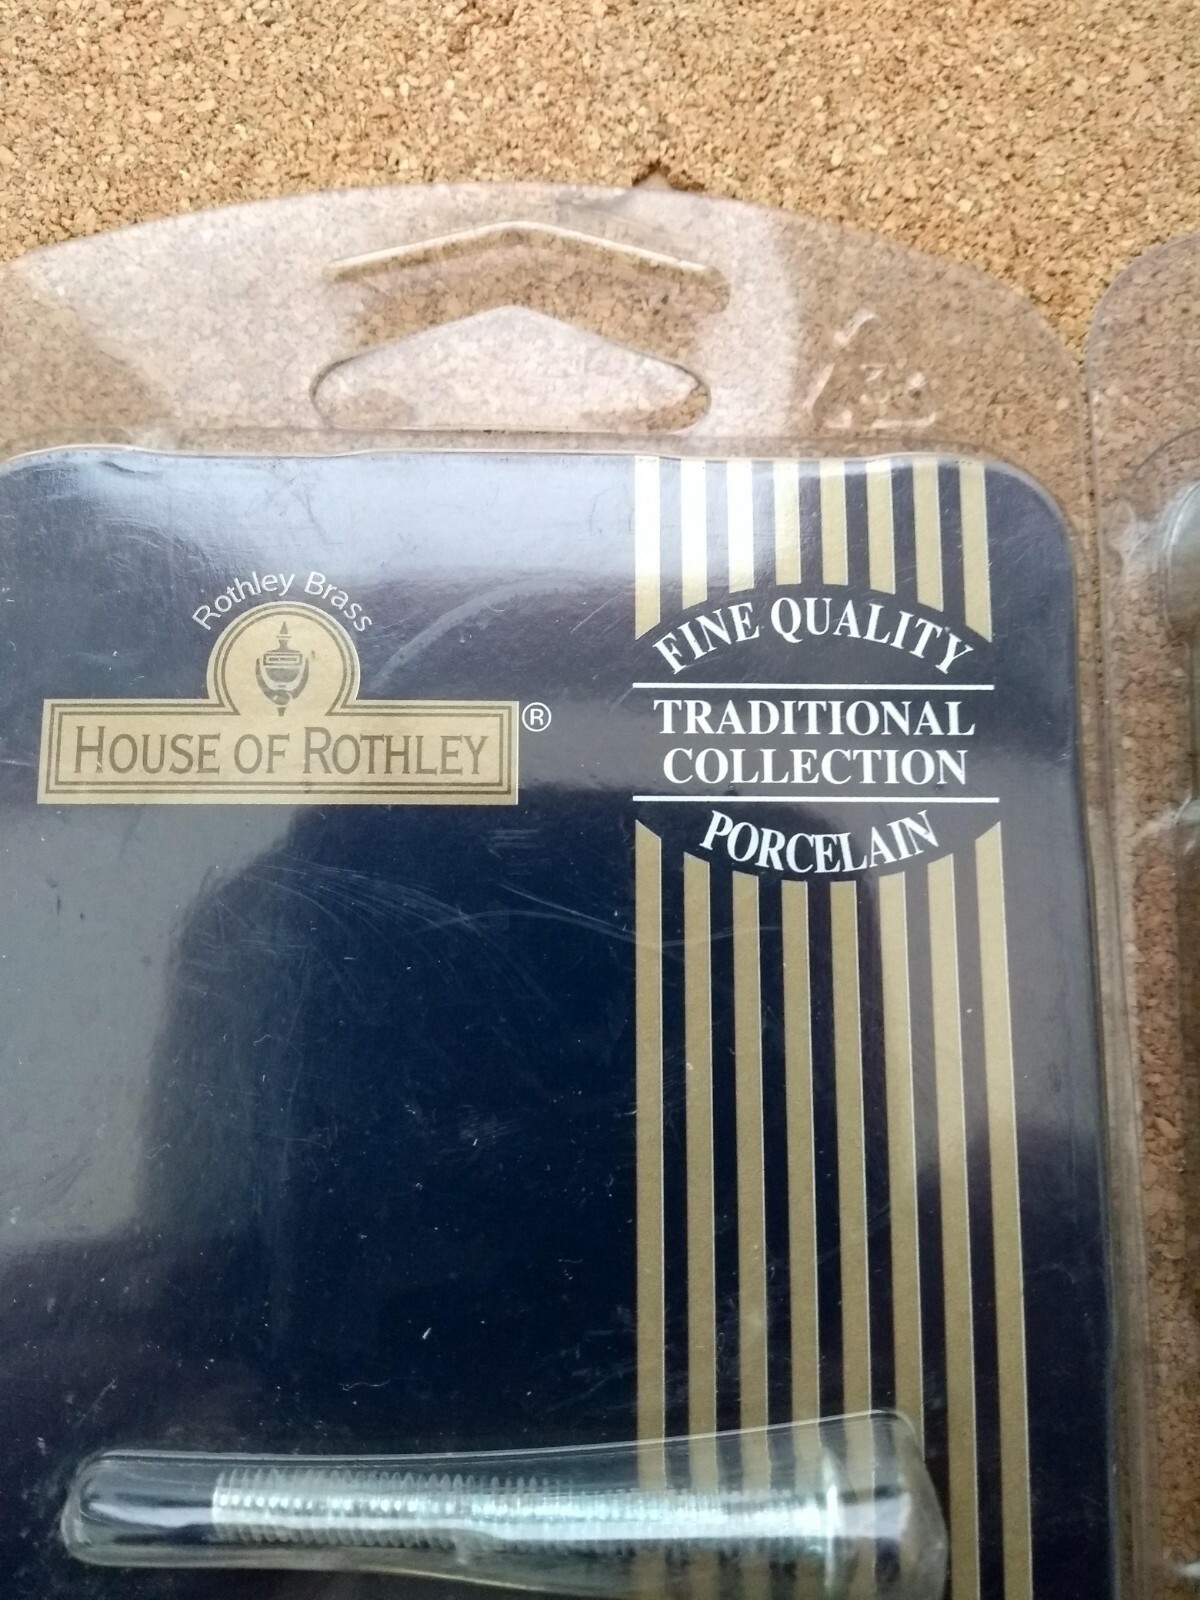 Rothley Brass
HOUSE OF ROTHLEY ®
FINE QUALITY
TRADITIONAL
COLLECTION
PORCELAIN